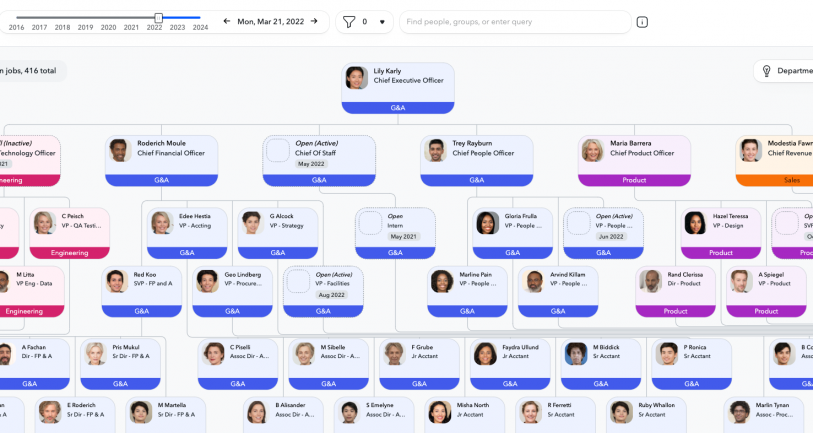 2016 2017 2018 2019 2020 2021 2022 2023 2024
Mon, Mar 21, 2022
0
Find people, groups, or enter query
jobs, 416 total
Departme
Lily Karly
Chief Executive Officer
G&A
(Inactive)
Technology Officer
Roderich Moule
Chief Financial Officer
G&A
Open (Active)
Chief Of Staff
May 2022
G&A
Trey Rayburn
Chief People Officer
G&A
Maria Barrera
Chief Product Officer
Product
Modestia Fawn
Chief Revenue
Sales
C Peisch
VP - QA Testi...
Engineering
Edee Hestia
VP - Accting
G&A
G Alcock
VP - Strategy
G&A
Open
Intern
May 2021
G&A
Gloria Frulla
VP - People ...
G&A
Open (Active)
VP - People ...
Jun 2022
G&A
Hazel Teressa
VP - Design
Product
M Litta
VP Eng - Data
Engineering
Red Koo
SVP - FP and A
G&A
Geo Lindberg
VP - Procure...
G&A
Open (Active)
VP - Facilities
Aug 2022
G&A
Marline Pain
VP - People ...
G&A
Arvind Killam
VP - People ...
G&A
Rand Clerissa
Dir - Product
Product
A Spiegel
VP - Product
Product
A Fachan
Dir - FP & A
G&A
Pris Mukul
Sr Dir - FP & A
G&A
C Piselli
Assoc Dir - A...
G&A
M Sibelle
Assoc Dir - A...
G&A
F Grube
Jr Acctant
G&A
Faydra Ullund
Jr Acctant
G&A
M Biddick
Sr Acctant
G&A
P Ronica
Sr Acctant
G&A
B Co
Assoc
G&A
E Roderich
Sr Dir - FP & A
M Martella
Sr Dir - FP & A
B Alisander
Assoc Dir - A...
S Emelyne
Assoc Dir - A...
Misha North
Jr Acctant
R Ferretti
Sr Acctant
Ruby Whallon
Sr Acctant
Marlin Tynan
Assoc - Proc...